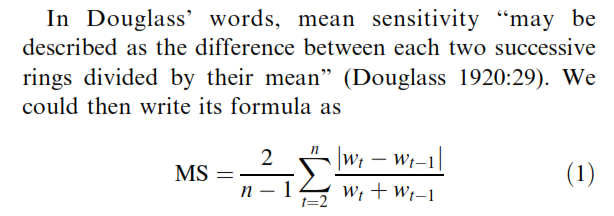 In Douglass’ words, mean sensitivity “may be
described as the difference between each two successive
rings divided by their mean” (Douglass 1920:29). We
could then write its formula as
MS = \frac{2}{n - 1} \sum_{t=2}^{n} \frac{|w_t - w_{t-1}|}{w_t + w_{t-1}} (1)